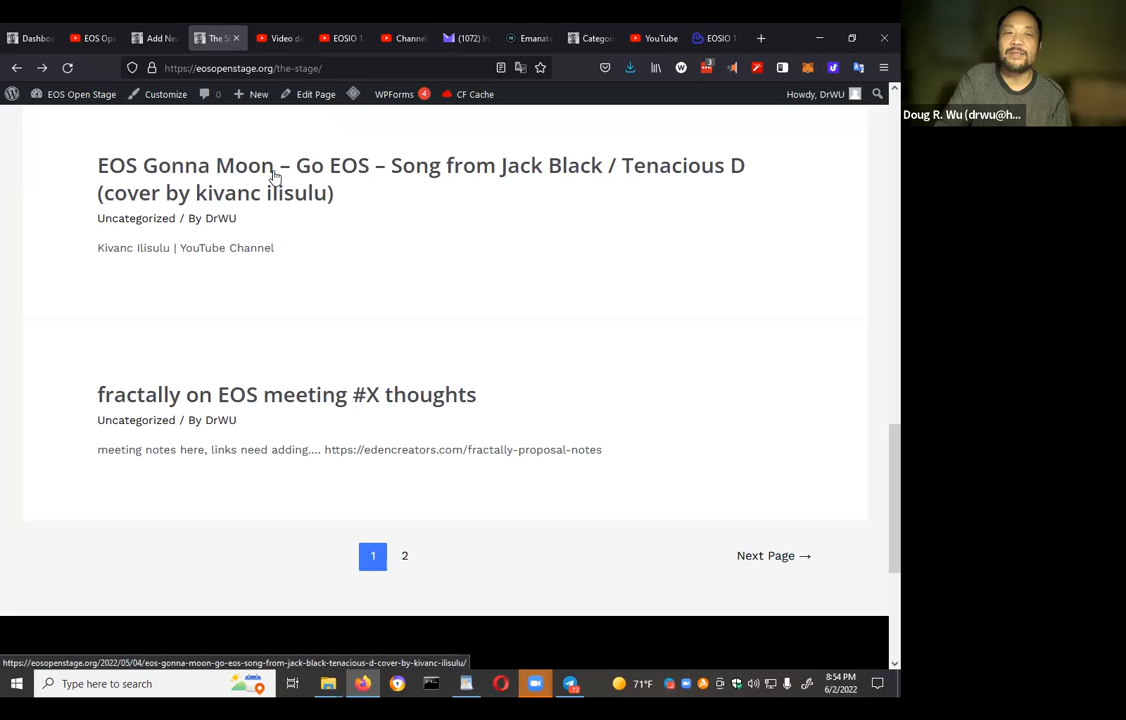 Dashbo
EOS Op
Add Ne
The S
Video d
EOSIO
Channe
(1072) In
Emanate
Categor
YouTube
EOSIO 1
https://eosopenstage.org/the-stage/
3
EOS Open Stage
Customize
0
New
Edit Page
WPForms 4
CF Cache
Howdy, DrWU
Doug R. Wu (drwu@h...
EOS Gonna Moon – Go EOS – Song from Jack Black / Tenacious D
(cover by kivanc ilisulu)
Uncategorized / By DrWU
Kivanc Ilisulu | YouTube Channel
fractally on EOS meeting #X thoughts
Uncategorized / By DrWU
meeting notes here, links need adding.... https://edencreators.com/fractally-proposal-notes
1
2
Next Page →
https://eosopenstage.org/2022/05/04/eos-gonna-moon-go-eos-song-from-jack-black-tenacious-d-cover-by-kivanc-ilisulu/
Type here to search
71°F
8:54 PM
6/2/2022